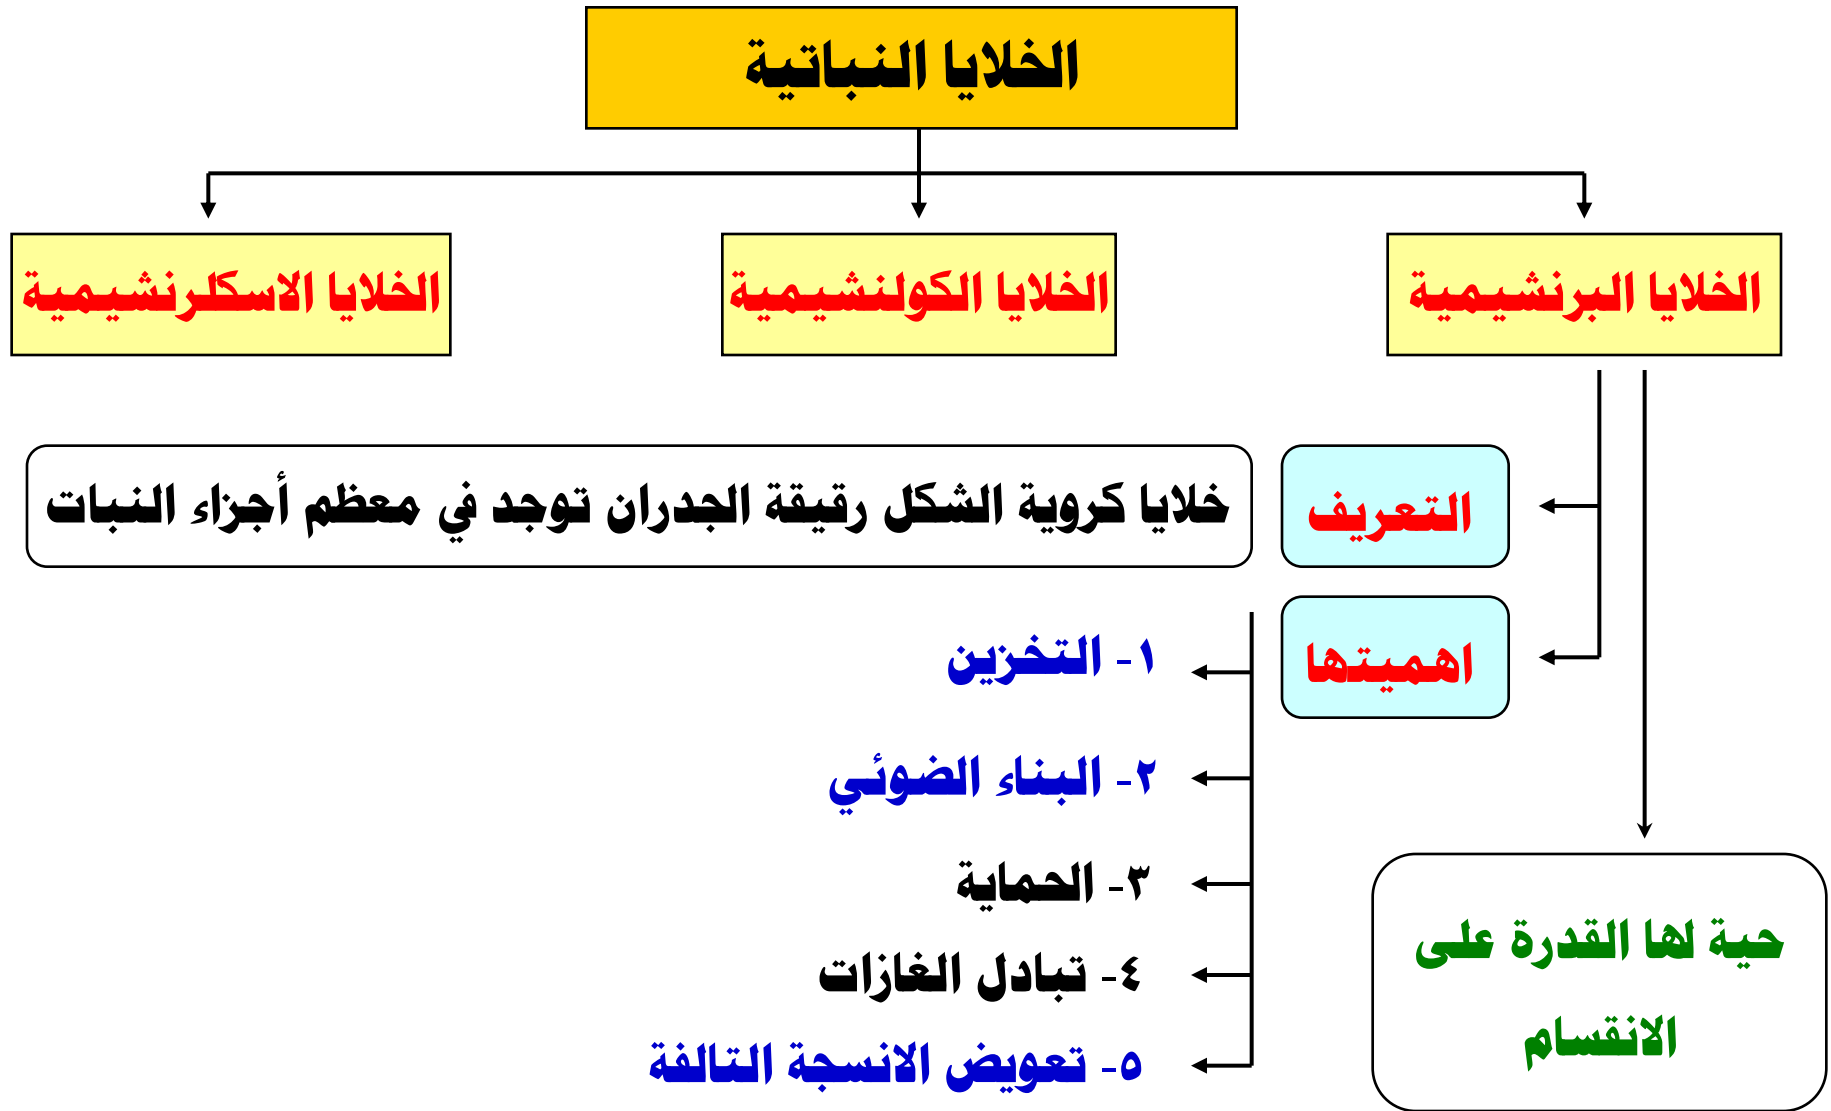 الخلايا النباتية
الخلايا البرنشيمية
الخلايا الكولنشيمية
الخلايا الاسكلرنشيمية
التعريف
خلايا كروية الشكل رقيقة الجدران توجد في معظم أجزاء النبات
اهميتها
١- التخزين
٢- البناء الضوئي
٣- الحماية
٤- تبادل الغازات
٥- تعويض الانسجة التالفة
حية لها القدرة على
الانقسام